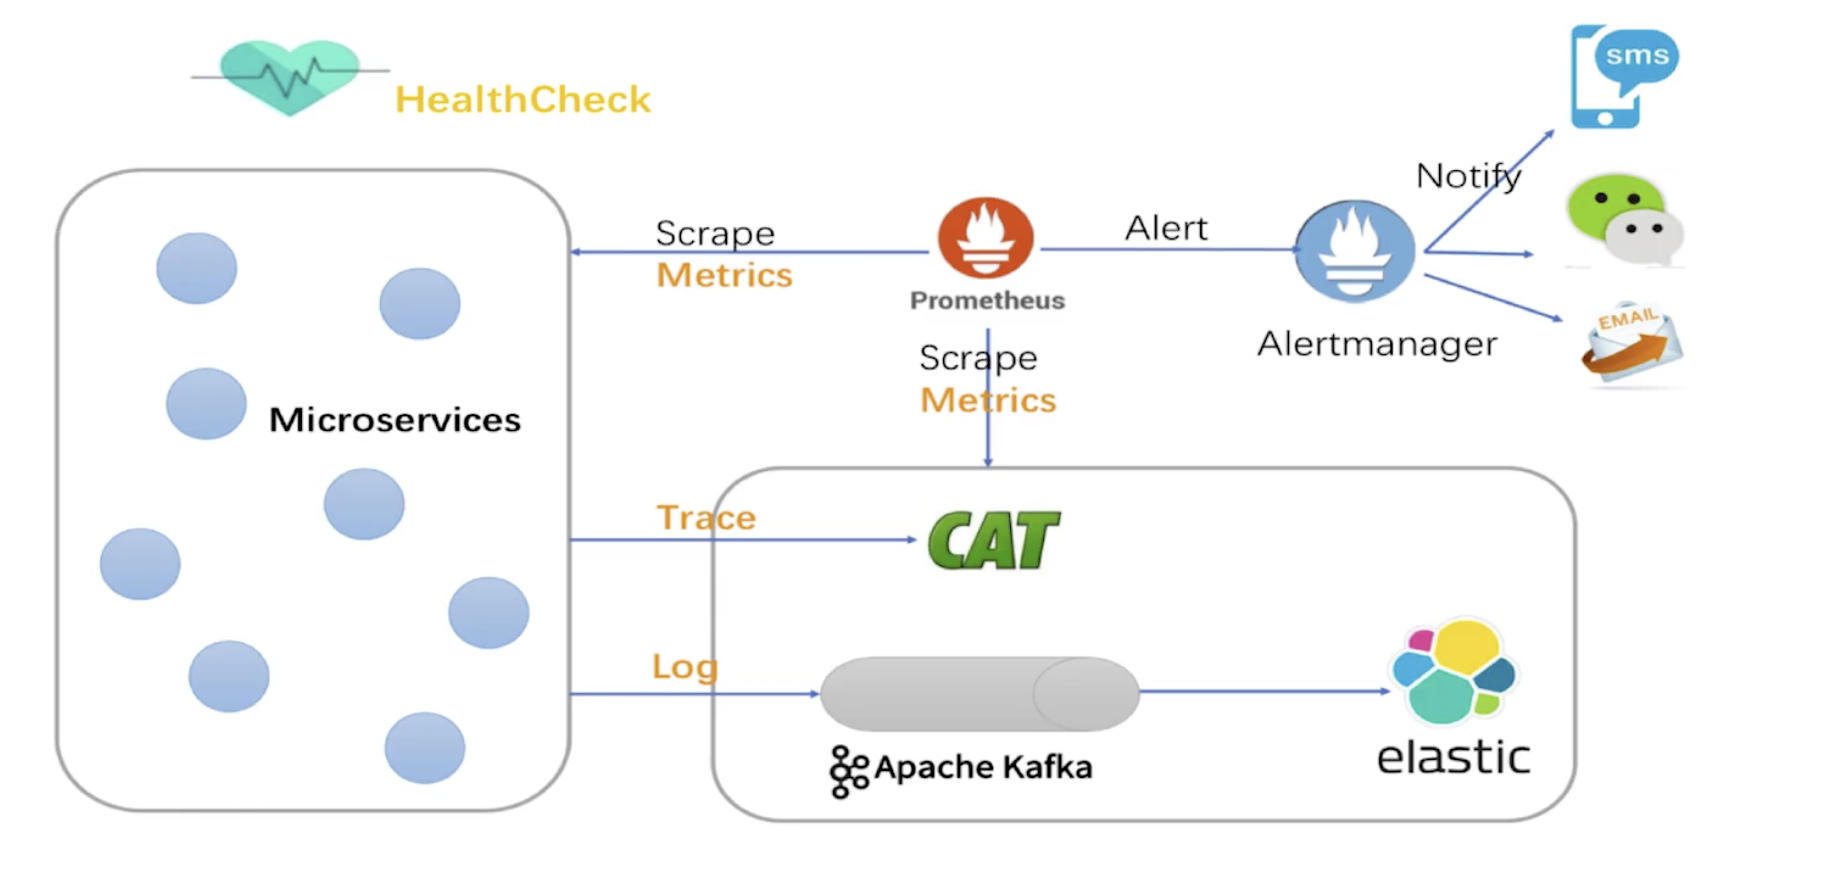 sms
HealthCheck
Notify
Scrape
Metrics
Alert
Prometheus
EMAIL
Alertmanager
Scrape
Metrics
Microservices
Trace
CAT
Log
Apache Kafka
elastic